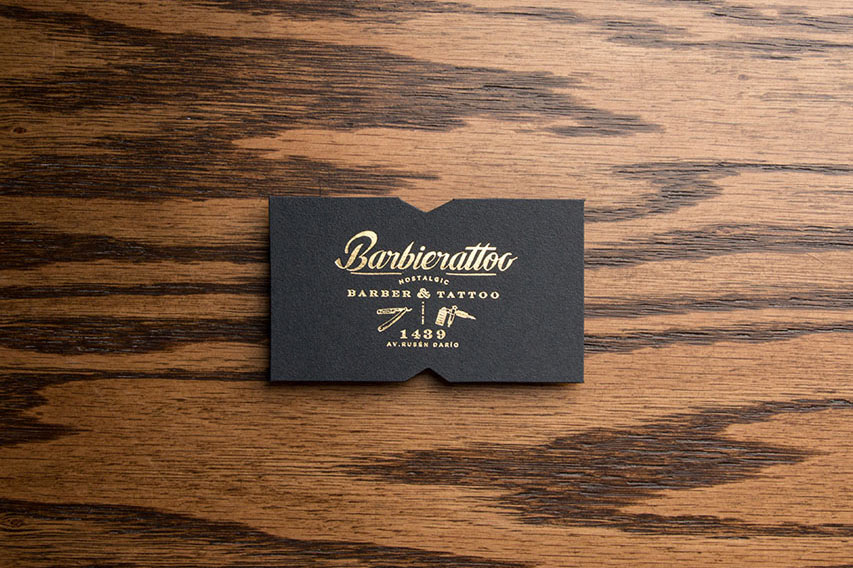 Barbierattoo
NOSTALGIC
BARBER & TATTOO
1439
AV.RUBÉN DARÍO